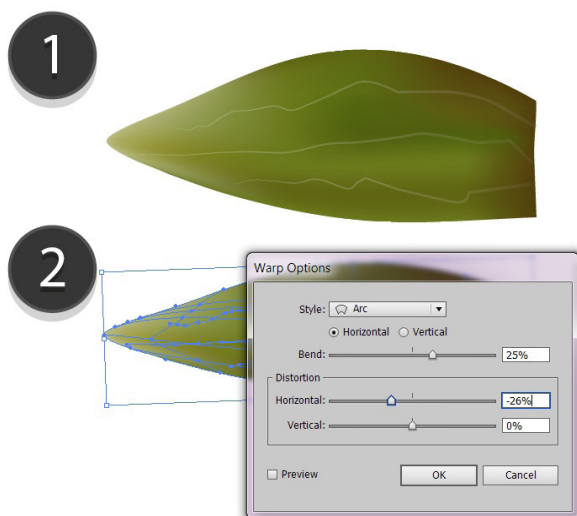 1
2
Warp Options
Style: Arc
Horizontal Vertical
Bend: 25%
Distortion
Horizontal: -26%
Vertical: 0%
Preview OK Cancel